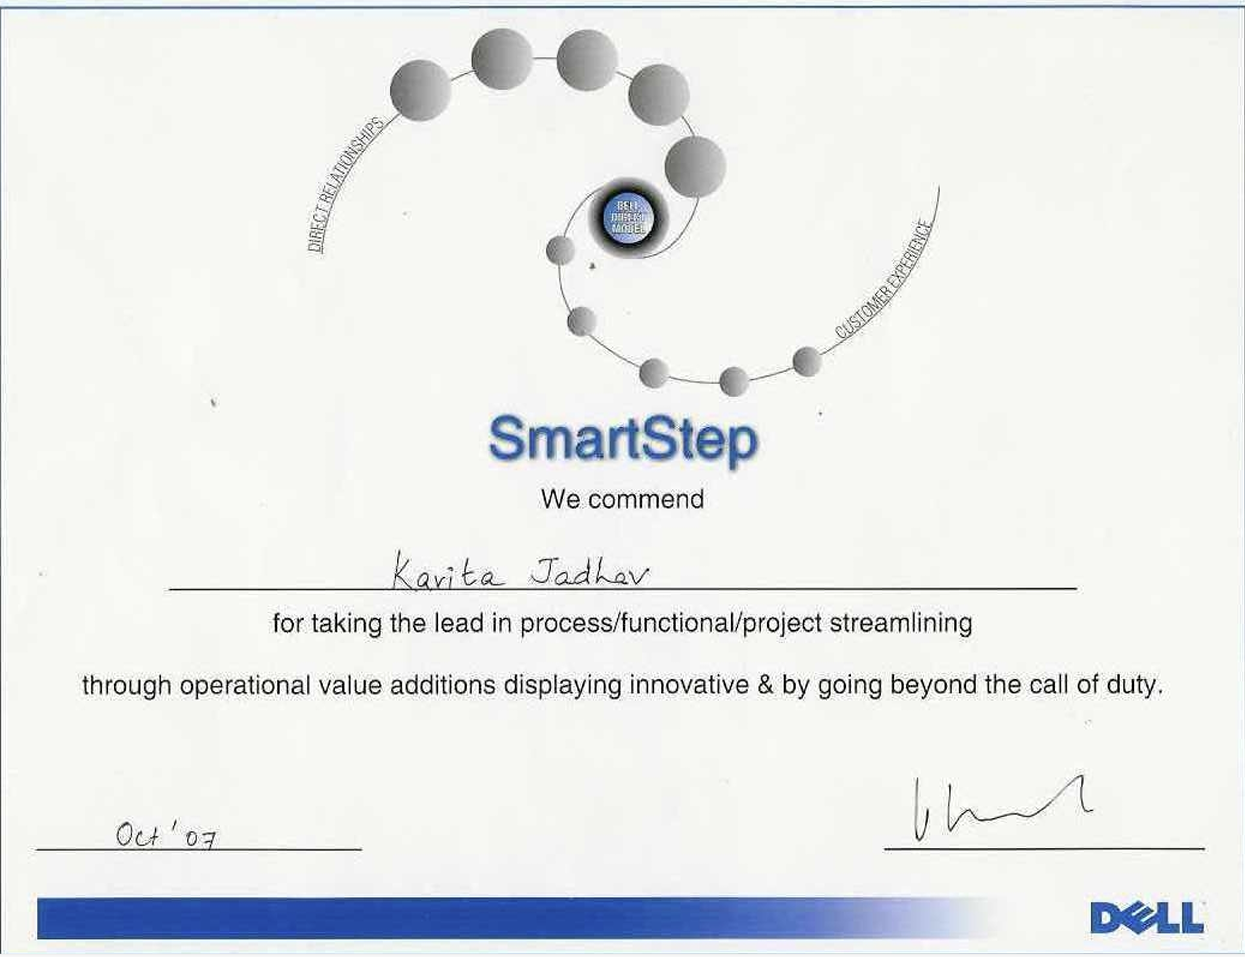 DIRECT RELATIONSHIPS
DELL
DIRECT
MODEL
CUSTOMER EXPERIENCE
SmartStep
We commend
Kavita Jadhav
for taking the lead in process/functional/project streamlining
through operational value additions displaying innovative & by going beyond the call of duty.
Oct '07
DELL